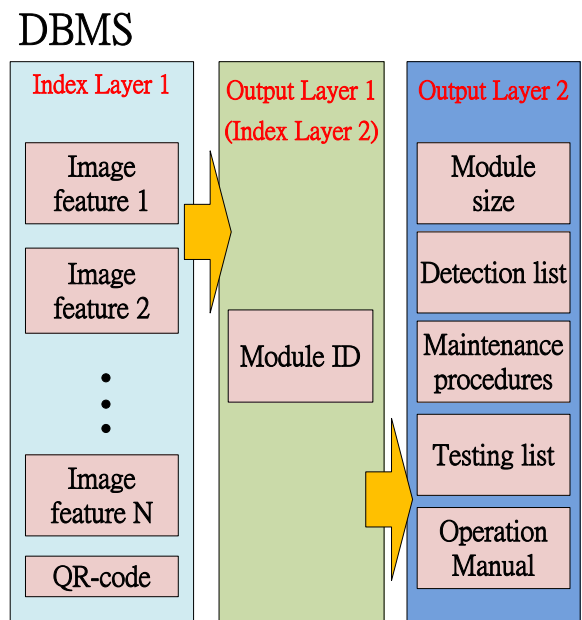 DBMS
Index Layer 1
Image
feature 1
Image
feature 2
Image
feature N
QR-code
Output Layer 1
(Index Layer 2)
Module ID
Output Layer 2
Module
size
Detection list
Maintenance
procedures
Testing list
Operation
Manual